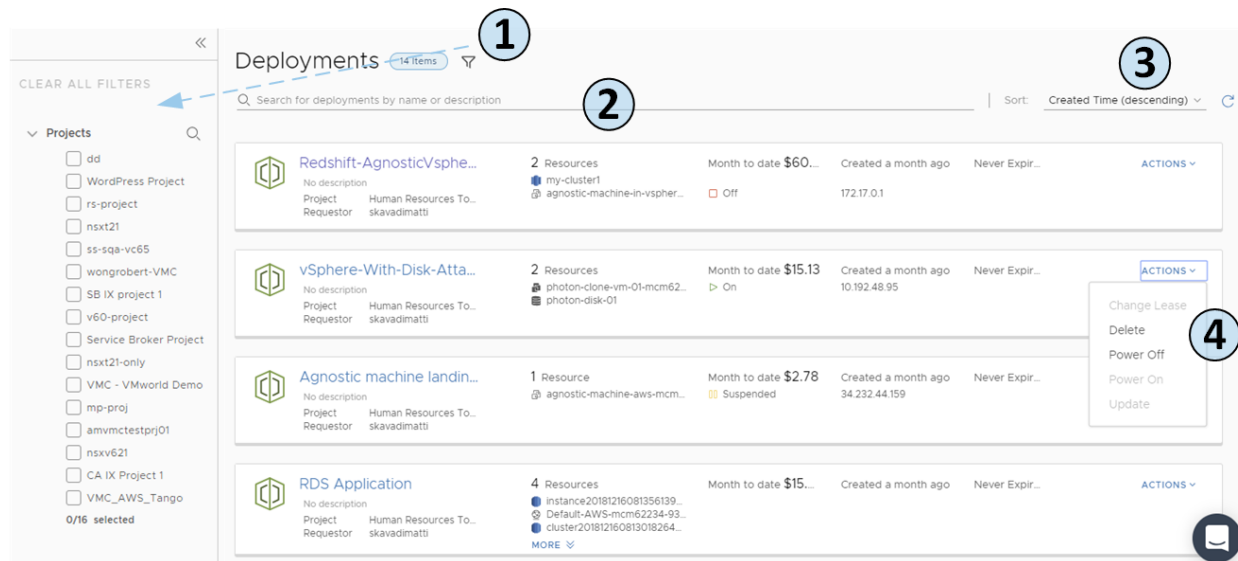 1
Deployments 14 items
3
CLEAR ALL FILTERS
Search for deployments by name or description
2
Sort: Created Time (descending)
Projects
dd
WordPress Project
rs-project
nsxt21
ss-sqa-vc65
wongrobert-VMC
SB IX project 1
v60-project
Service Broker Project
nsxt21-only
VMC - VMworld Demo
mp-proj
amvmctestprj01
nsxv621
CA IX Project 1
VMC_AWS_Tango
0/16 selected
Redshift-AgnosticVsphe...
No description
Project Human Resources To...
Requestor skavadimatti
2 Resources
my-cluster1
agnostic-machine-in-vspher...
Month to date $60....
Off
Created a month ago
172.17.0.1
Never Expir...
ACTIONS
vSphere-With-Disk-Atta...
No description
Project Human Resources To...
Requestor skavadimatti
2 Resources
photon-clone-vm-01-mcm62...
photon-disk-01
Month to date $15.13
On
Created a month ago
10.192.48.95
Never Expir...
ACTIONS
Change Lease
Delete
Power Off
Power On
Update
4
Agnostic machine landin...
No description
Project Human Resources To...
Requestor skavadimatti
1 Resource
agnostic-machine-aws-mcm...
Month to date $2.78
Suspended
Created a month ago
34.232.44.159
Never Expir...
RDS Application
No description
Project Human Resources To...
Requestor skavadimatti
4 Resources
instance20181216081356139...
Default-AWS-mcm62234-93...
cluster201812160813018264...
MORE
Month to date $15....
Created a month ago
Never Expir...
ACTIONS